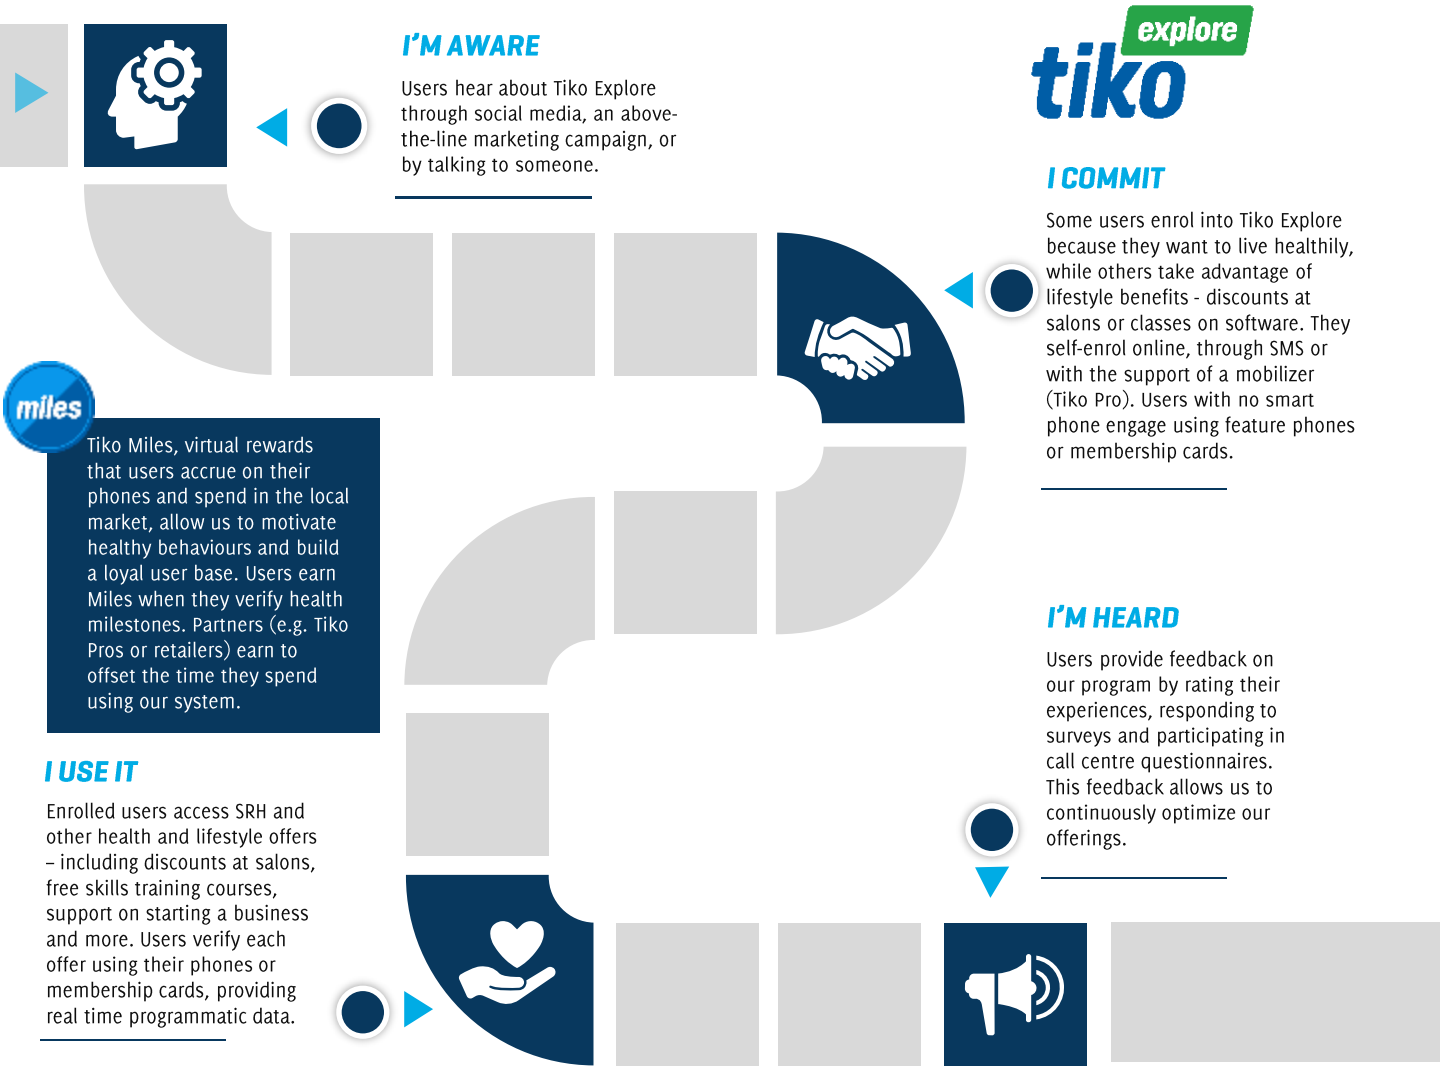 I'M AWARE
Users hear about Tiko Explore
through social media, an above-
the-line marketing campaign, or
by talking to someone.
explore
tiko
I COMMIT
Some users enrol into Tiko Explore
because they want to live healthily,
while others take advantage of
lifestyle benefits - discounts at
salons or classes on software. They
self-enrol online, through SMS or
with the support of a mobilizer
(Tiko Pro). Users with no smart
phone engage using feature phones
or membership cards.
miles
Tiko Miles, virtual rewards
that users accrue on their
phones and spend in the local
market, allow us to motivate
healthy behaviours and build
a loyal user base. Users earn
Miles when they verify health
milestones. Partners (e.g. Tiko
Pros or retailers) earn to
offset the time they spend
using our system.
I USE IT
Enrolled users access SRH and
other health and lifestyle offers
– including discounts at salons,
free skills training courses,
support on starting a business
and more. Users verify each
offer using their phones or
membership cards, providing
real time programmatic data.
I'M HEARD
Users provide feedback on
our program by rating their
experiences, responding to
surveys and participating in
call centre questionnaires.
This feedback allows us to
continuously optimize our
offerings.